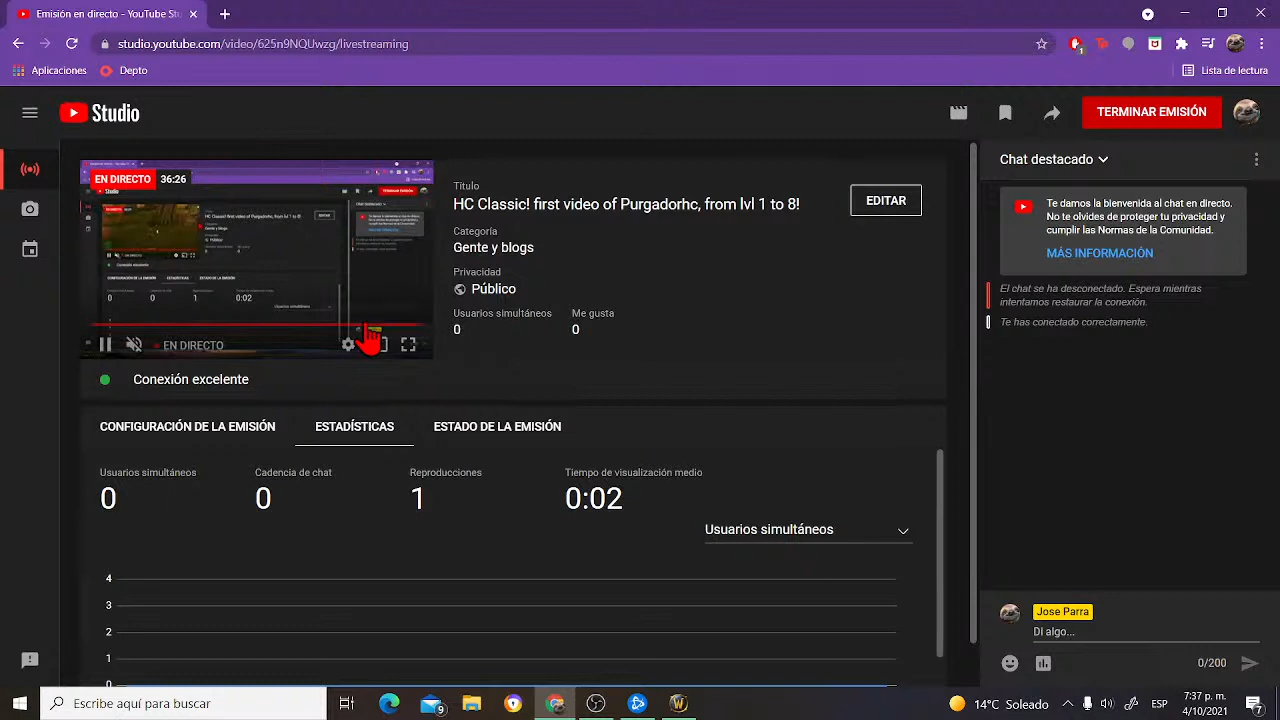 Emisión en directo - YouTube Stu
studio.youtube.com/video/625n9NQUwzg/livestreaming
Aplicaciones
Depto
Lista de lectura
Studio
TERMINAR EMISIÓN
EN DIRECTO
36:26
EN DIRECTO
Título
HC Classic! first video of Purgadorhc, from lvl 1 to 8!
EDITAR
Categoría
Gente y blogs
Privacidad
Público
Usuarios simultáneos
Me gusta
0
0
Conexión excelente
CONFIGURACIÓN DE LA EMISIÓN
ESTADÍSTICAS
ESTADO DE LA EMISIÓN
Usuarios simultáneos
Cadencia de chat
Reproducciones
Tiempo de visualización medio
0
0
1
0:02
Usuarios simultáneos
4
3
2
1
0
Chat destacado
Te damos la bienvenida al chat en directo.
No te olvides de proteger tu privacidad y
cumplir las Normas de la Comunidad.
MÁS INFORMACIÓN
El chat se ha desconectado. Espera mientras
intentamos restaurar la conexión.
Te has conectado correctamente.
Jose Parra
Di algo...
0/200
Escribe aquí para buscar
9
14°C Soleado
ESP
7:37 p. m.
4/10/2021
7